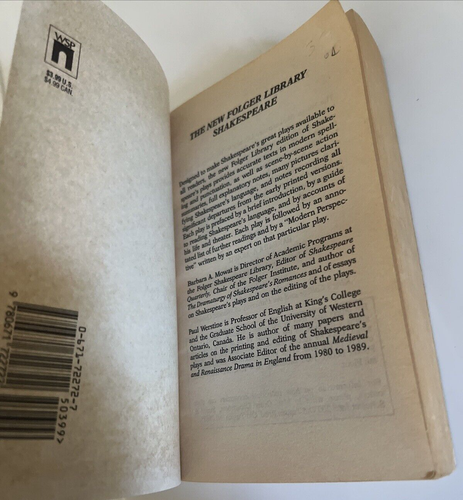 WSP
$3.99 U.S.
$4.99 CAN.
0-671-72272-7
50399>
THE NEW FOLGER LIBRARY
SHAKESPEARE
Designed to make Shakespeare's great plays available to
all readers, the new Folger Library edition of Shake-
speare's plays provides accurate texts in modern spell-
ing and punctuation, as well as scene-by-scene action
summaries, full explanatory notes, many pictures clari-
fying Shakespeare's language, and notes recording all
significant departures from the early printed versions.
Each play is prefaced by a brief introduction, by a guide
to reading Shakespeare's language, and by accounts of
his life and theater. Each play is followed by an anno-
tated list of further readings and by a "Modern Perspec-
tive" written by an expert on that particular play.
Barbara A. Mowat is Director of Academic Programs at
the Folger Shakespeare Library, Editor of Shakespeare
Quarterly, Chair of the Folger Institute, and author of
The Dramaturgy of Shakespeare's Romances and of essays
on Shakespeare's plays and on the editing of the plays.
Paul Werstine is Professor of English at King's College
and the Graduate School of the University of Western
Ontario, Canada. He is author of many papers and
articles on the printing and editing of Shakespeare's
plays and was Associate Editor of the annual Medieval
and Renaissance Drama in England from 1980 to 1989.